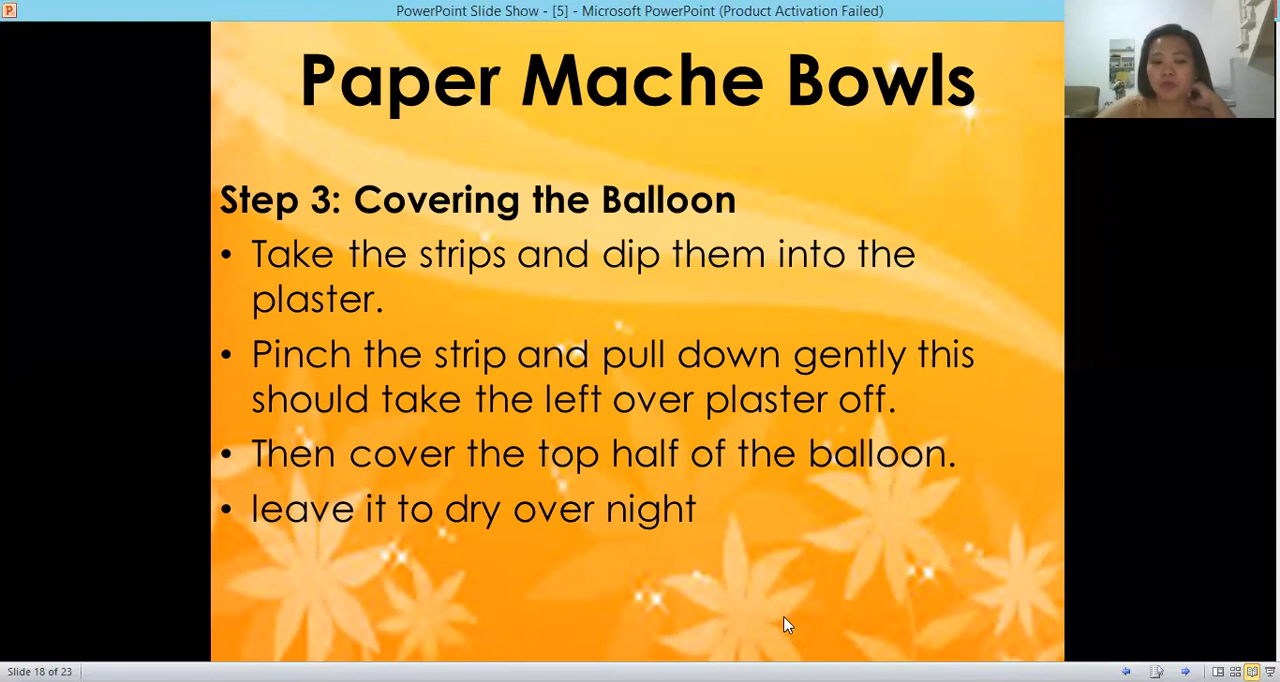 PowerPoint Slide Show - [5] - Microsoft PowerPoint (Product Activation Failed)
Paper Mache Bowls
Step 3: Covering the Balloon
• Take the strips and dip them into the
plaster.
• Pinch the strip and pull down gently this
should take the left over plaster off.
• Then cover the top half of the balloon.
• leave it to dry over night
Slide 18 of 23